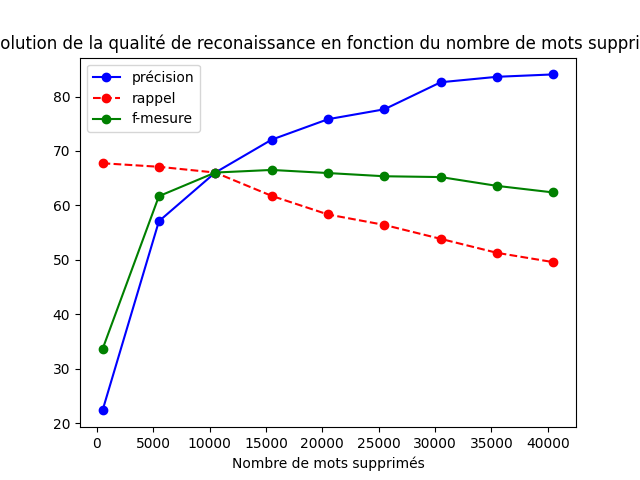 olution de la qualité de reconaissance en fonction du nombre de mots suppri
précision
rappel
f-mesure
80
70
60
50
40
30
20
0 5000 10000 15000 20000 25000 30000 35000 40000
Nombre de mots supprimés